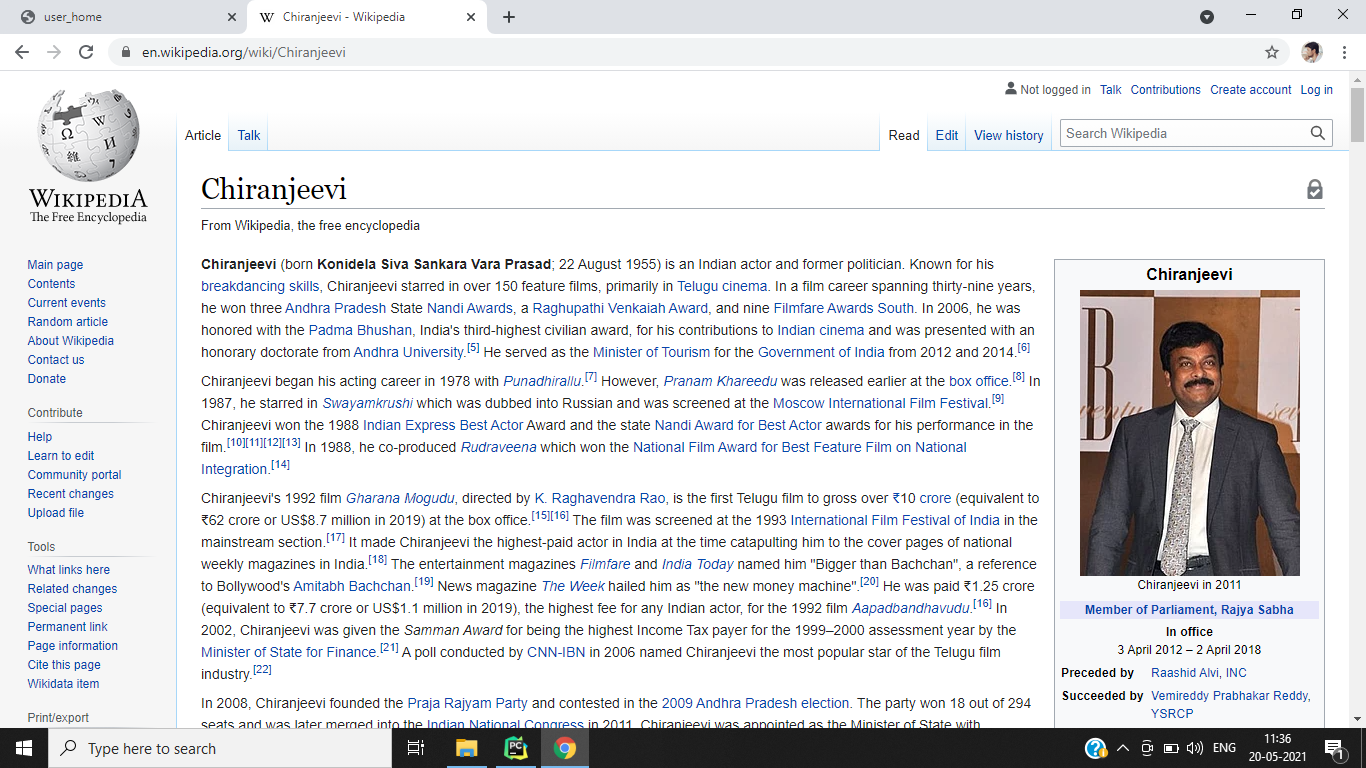 user_home
Chiranjeevi - Wikipedia
en.wikipedia.org/wiki/Chiranjeevi
Not logged in Talk Contributions Create account Log in
Article Talk Read Edit View history Search Wikipedia
WIKIPEDIA
The Free Encyclopedia
Main page
Contents
Current events
Random article
About Wikipedia
Contact us
Donate
Contribute
Help
Learn to edit
Community portal
Recent changes
Upload file
Tools
What links here
Related changes
Special pages
Permanent link
Page information
Cite this page
Wikidata item
Print/export
Chiranjeevi
From Wikipedia, the free encyclopedia
Chiranjeevi (born Konidela Siva Sankara Vara Prasad; 22 August 1955) is an Indian actor and former politician. Known for his
breakdancing skills, Chiranjeevi starred in over 150 feature films, primarily in Telugu cinema. In a film career spanning thirty-nine years,
he won three Andhra Pradesh State Nandi Awards, a Raghupathi Venkaiah Award, and nine Filmfare Awards South. In 2006, he was
honored with the Padma Bhushan, India's third-highest civilian award, for his contributions to Indian cinema and was presented with an
honorary doctorate from Andhra University.[5] He served as the Minister of Tourism for the Government of India from 2012 and 2014.[6]
Chiranjeevi began his acting career in 1978 with Punadhirallu.[7] However, Pranam Khareedu was released earlier at the box office.[8] In
1987, he starred in Swayamkrushi which was dubbed into Russian and was screened at the Moscow International Film Festival.[9]
Chiranjeevi won the 1988 Indian Express Best Actor Award and the state Nandi Award for Best Actor awards for his performance in the
film.[10][11][12][13] In 1988, he co-produced Rudraveena which won the National Film Award for Best Feature Film on National
Integration.[14]
Chiranjeevi's 1992 film Gharana Mogudu, directed by K. Raghavendra Rao, is the first Telugu film to gross over ₹10 crore (equivalent to
₹62 crore or US$8.7 million in 2019) at the box office.[15][16] The film was screened at the 1993 International Film Festival of India in the
mainstream section.[17] It made Chiranjeevi the highest-paid actor in India at the time catapulting him to the cover pages of national
weekly magazines in India.[18] The entertainment magazines Filmfare and India Today named him "Bigger than Bachchan", a reference
to Bollywood's Amitabh Bachchan.[19] News magazine The Week hailed him as "the new money machine".[20] He was paid ₹1.25 crore
(equivalent to ₹7.7 crore or US$1.1 million in 2019), the highest fee for any Indian actor, for the 1992 film Aapadbandhavudu.[16] In
2002, Chiranjeevi was given the Samman Award for being the highest Income Tax payer for the 1999–2000 assessment year by the
Minister of State for Finance.[21] A poll conducted by CNN-IBN in 2006 named Chiranjeevi the most popular star of the Telugu film
industry.[22]
In 2008, Chiranjeevi founded the Praja Rajyam Party and contested in the 2009 Andhra Pradesh election. The party won 18 out of 294
seats and was later merged into the Indian National Congress in 2011. Chiranjeevi was appointed as the Minister of State with
Chiranjeevi
Chiranjeevi in 2011
Member of Parliament, Rajya Sabha
In office
3 April 2012 – 2 April 2018
Preceded by Raashid Alvi, INC
Succeeded by Vemireddy Prabhakar Reddy,
YSRCP
Type here to search
ENG
11:36
20-05-2021
1